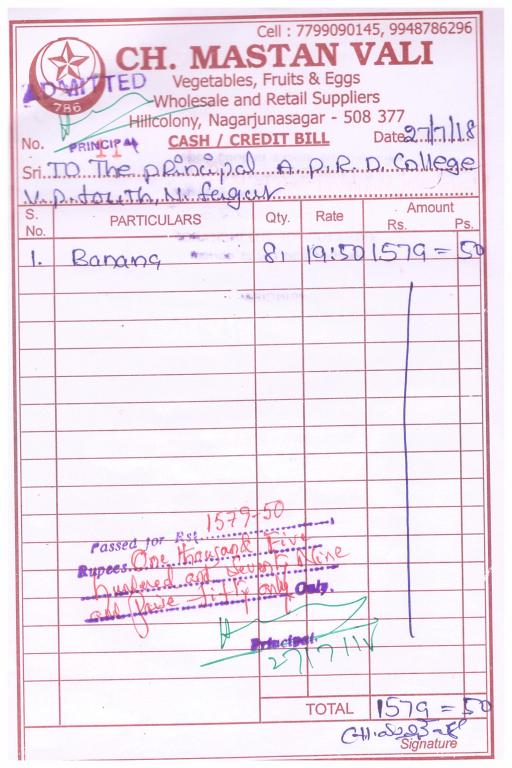 Cell : 7799090145, 9948786296
CH. MASTAN VALI
ADMITTED
786
Vegetables, Fruits & Eggs
Wholesale and Retail Suppliers
Hillcolony, Nagarjunasagar - 508 377
No. 11 PRINCIPAL CASH / CREDIT BILL Date 27/7/18
Sri. TO The principal A.P.R.D. College
V.P. South, N. Sagar
S. No. PARTICULARS Qty. Rate Amount Rs. Ps.
1. Banana 81 19:50 1579 = 50
Passed for Rs. 1579-50
Rupees One thousand Five
hundered and Seventy Nine
and Paise fifty only Only.
Principal
27/7/18
TOTAL 1579 = 50
Signature